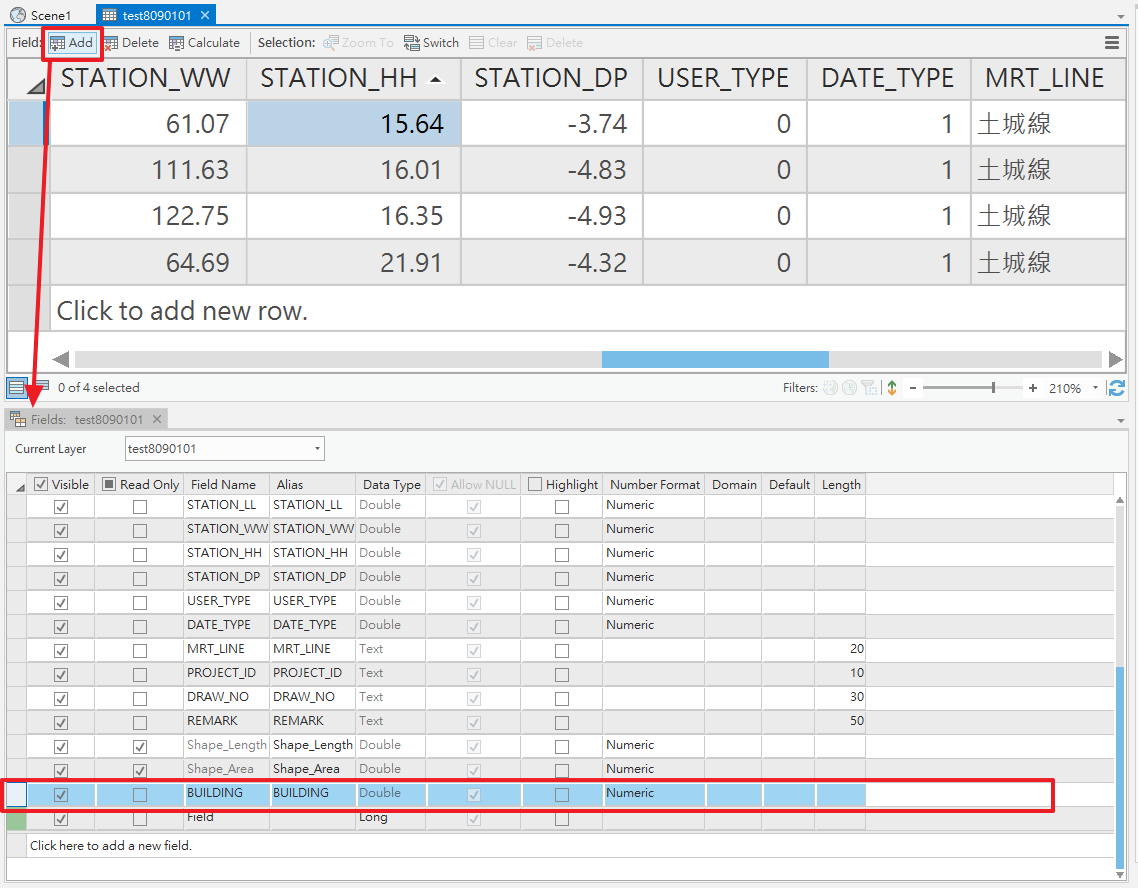 Scene1 test8090101
Field: Add Delete Calculate Selection: Zoom To Switch Clear Delete
STATION_WW STATION_HH STATION_DP USER_TYPE DATE_TYPE MRT_LINE
61.07 15.64 -3.74 0 1 土城線
111.63 16.01 -4.83 0 1 土城線
122.75 16.35 -4.93 0 1 土城線
64.69 21.91 -4.32 0 1 土城線
Click to add new row.
0 of 4 selected Filters: 210%
Fields: test8090101
Current Layer test8090101
Visible Read Only Field Name Alias Data Type Allow NULL Highlight Number Format Domain Default Length
STATION_LL STATION_LL Double Numeric
STATION_WW STATION_WW Double Numeric
STATION_HH STATION_HH Double Numeric
STATION_DP STATION_DP Double Numeric
USER_TYPE USER_TYPE Double Numeric
DATE_TYPE DATE_TYPE Double Numeric
MRT_LINE MRT_LINE Text 20
PROJECT_ID PROJECT_ID Text 10
DRAW_NO DRAW_NO Text 30
REMARK REMARK Text 50
Shape_Length Shape_Length Double Numeric
Shape_Area Shape_Area Double Numeric
BUILDING BUILDING Double Numeric
Field Long
Click here to add a new field.